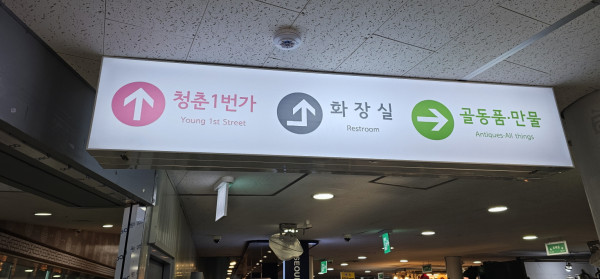 청춘1번가
Young 1st Street
화장실
Restroom
골동품·만물
Antiques·All things